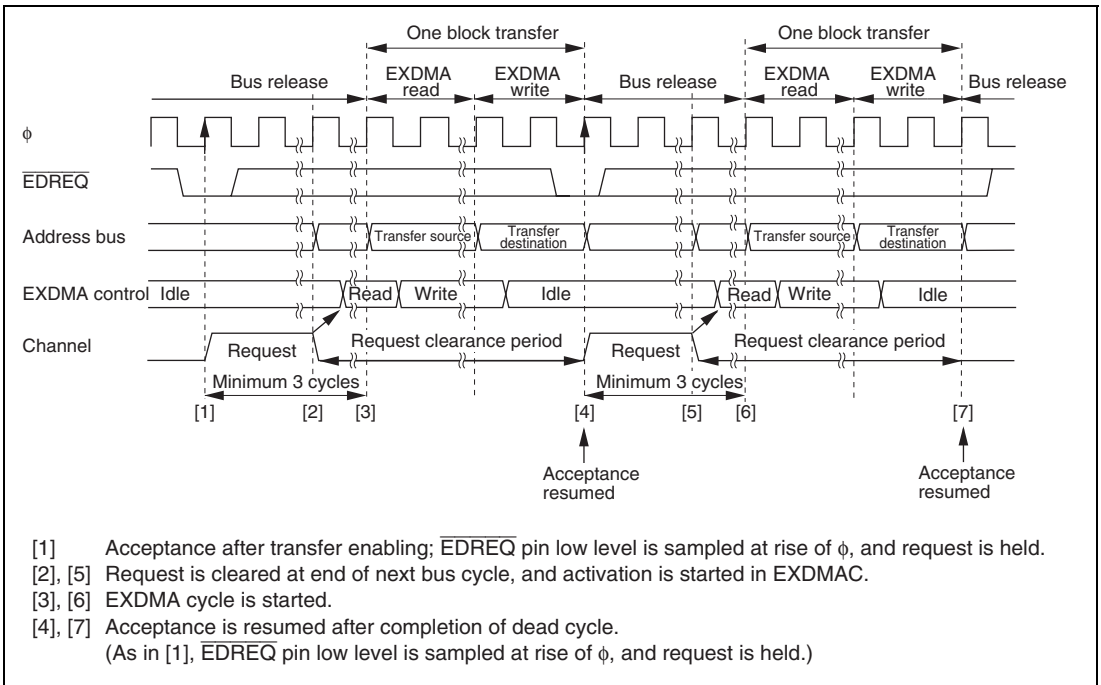 One block transfer One block transfer
Bus release EXDMA read EXDMA write Bus release EXDMA read EXDMA write Bus release
ϕ
EDREQ
Address bus Transfer source Transfer destination Transfer source Transfer destination
EXDMA control Idle Read Write Idle Read Write Idle
Channel Request Request clearance period Request Request clearance period
Minimum 3 cycles Minimum 3 cycles
[1] [2] [3] [4] [5] [6] [7]
Acceptance resumed Acceptance resumed
[1] Acceptance after transfer enabling; EDREQ pin low level is sampled at rise of ϕ, and request is held.
[2], [5] Request is cleared at end of next bus cycle, and activation is started in EXDMAC.
[3], [6] EXDMA cycle is started.
[4], [7] Acceptance is resumed after completion of dead cycle.
(As in [1], EDREQ pin low level is sampled at rise of ϕ, and request is held.)